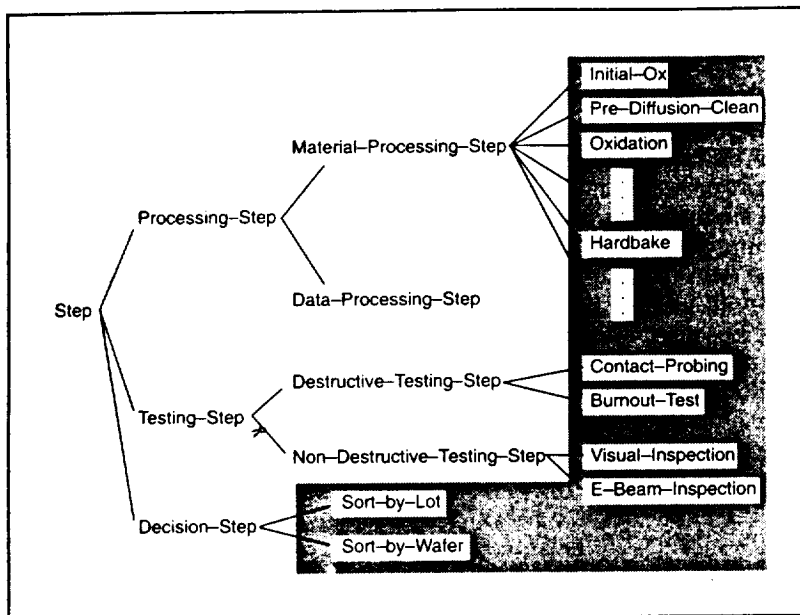 Initial–Ox
Pre–Diffusion–Clean
Material–Processing–Step
Oxidation
Processing–Step
Hardbake
Data–Processing–Step
Step
Contact–Probing
Destructive–Testing–Step
Burnout–Test
Testing–Step
Non–Destructive–Testing–Step
Visual–Inspection
E–Beam–Inspection
Sort–by–Lot
Decision–Step
Sort–by–Wafer